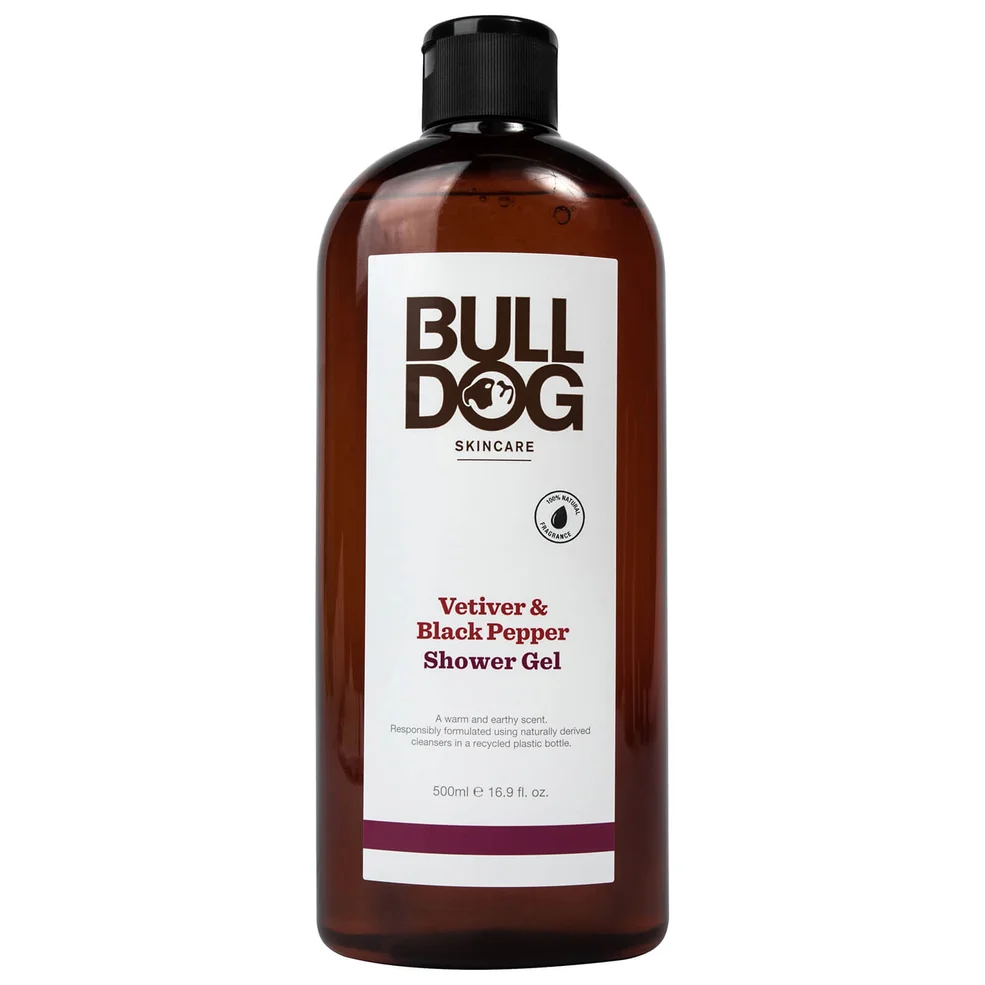 BULL
DOG
SKINCARE
100% NATURAL
FRAGRANCE
Vetiver &
Black Pepper
Shower Gel
A warm and earthy scent.
Responsibly formulated using naturally derived
cleansers in a recycled plastic bottle.
500ml ℮ 16.9 fl. oz.